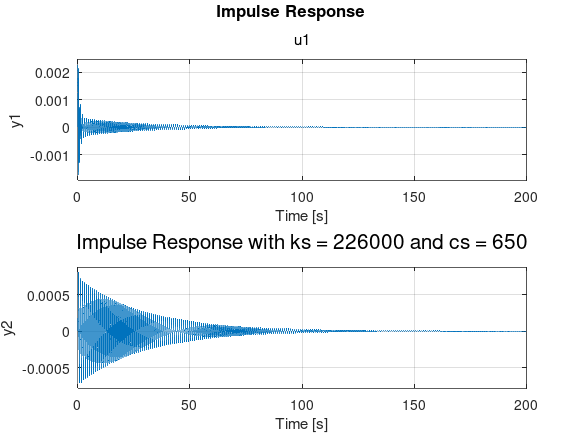 Impulse Response
u1
0.002
0.001
0
-0.001
y1
0 50 100 150 200
Time [s]
Impulse Response with ks = 226000 and cs = 650
0.0005
0
-0.0005
y2
0 50 100 150 200
Time [s]